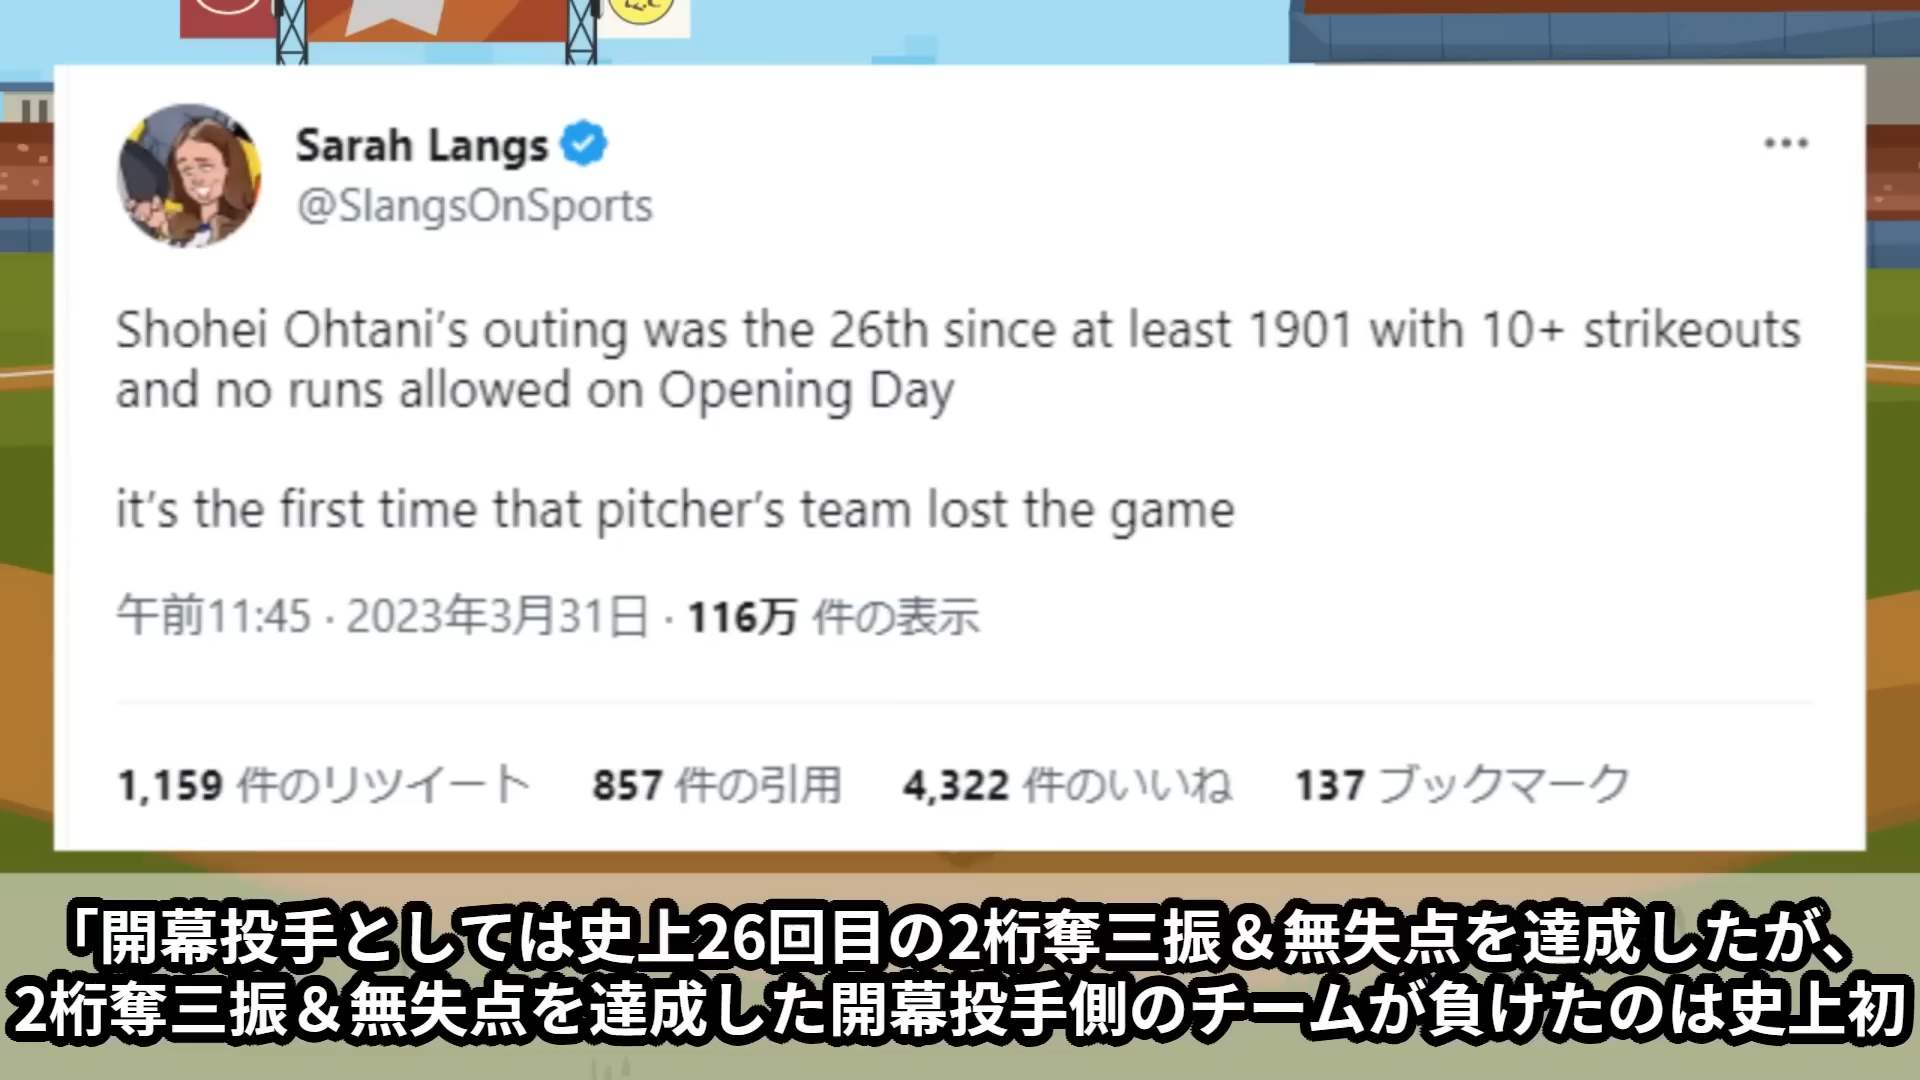 Sarah Langs
@SlangsOnSports
Shohei Ohtani's outing was the 26th since at least 1901 with 10+ strikeouts
and no runs allowed on Opening Day
it's the first time that pitcher's team lost the game
午前11:45 · 2023年3月31日 · 116万 件の表示
1,159 件のリツイート 857 件の引用 4,322 件のいいね 137 ブックマーク
「開幕投手としては史上26回目の2桁奪三振＆無失点を達成したが、
2桁奪三振＆無失点を達成した開幕投手側のチームが負けたのは史上初